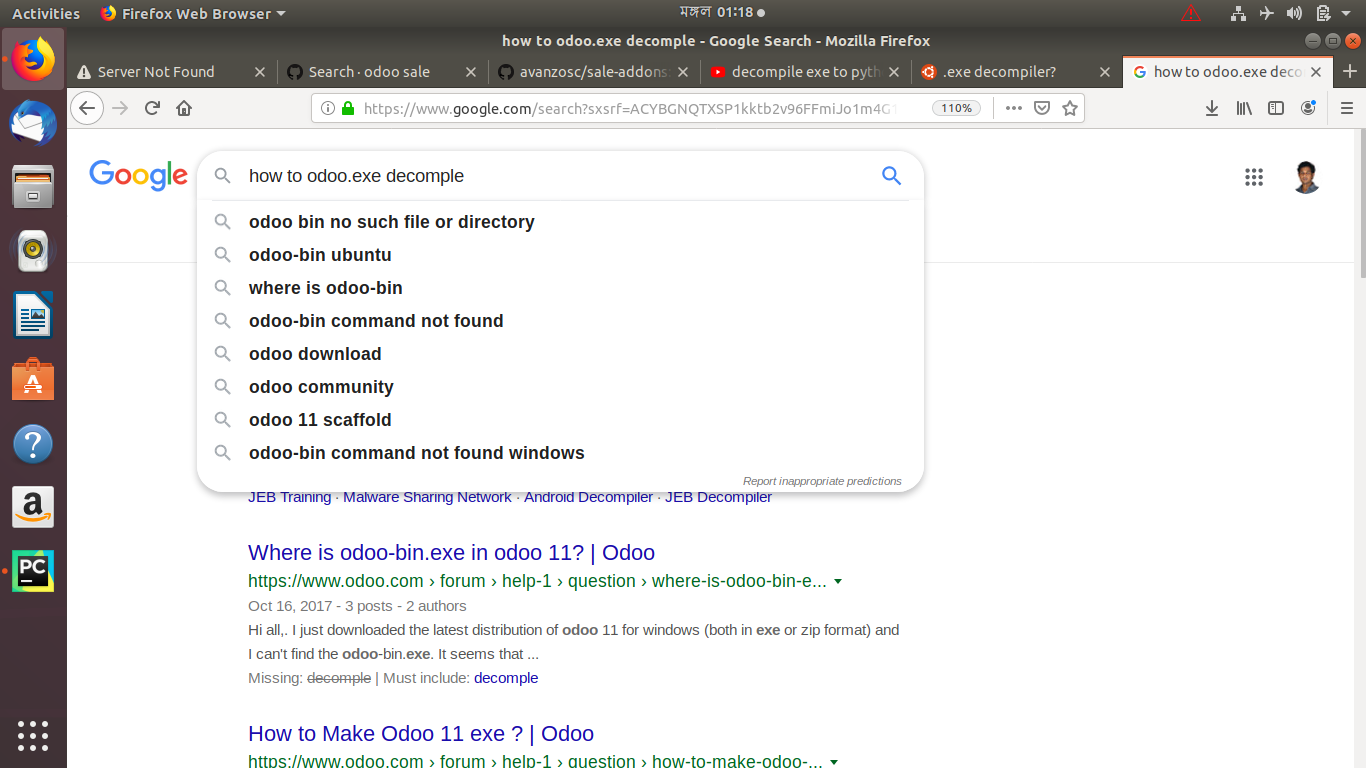 Activities Firefox Web Browser মঙ্গল 01:18
how to odoo.exe decomple - Google Search - Mozilla Firefox
Server Not Found Search · odoo sale avanzosc/sale-addons: decompile exe to pyth .exe decompiler? how to odoo.exe deco
https://www.google.com/search?sxsrf=ACYBGNQTXSP1kktb2v96FFmiJo1m4G1 110%
Google how to odoo.exe decomple
odoo bin no such file or directory
odoo-bin ubuntu
where is odoo-bin
odoo-bin command not found
odoo download
odoo community
odoo 11 scaffold
odoo-bin command not found windows
Report inappropriate predictions
JEB Training · Malware Sharing Network · Android Decompiler · JEB Decompiler
Where is odoo-bin.exe in odoo 11? | Odoo
https://www.odoo.com › forum › help-1 › question › where-is-odoo-bin-e...
Oct 16, 2017 - 3 posts - 2 authors
Hi all,. I just downloaded the latest distribution of odoo 11 for windows (both in exe or zip format) and
I can't find the odoo-bin.exe. It seems that ...
Missing: decomple | Must include: decomple
How to Make Odoo 11 exe ? | Odoo
https://www.odoo.com › forum › help-1 › question › how-to-make-odoo-...